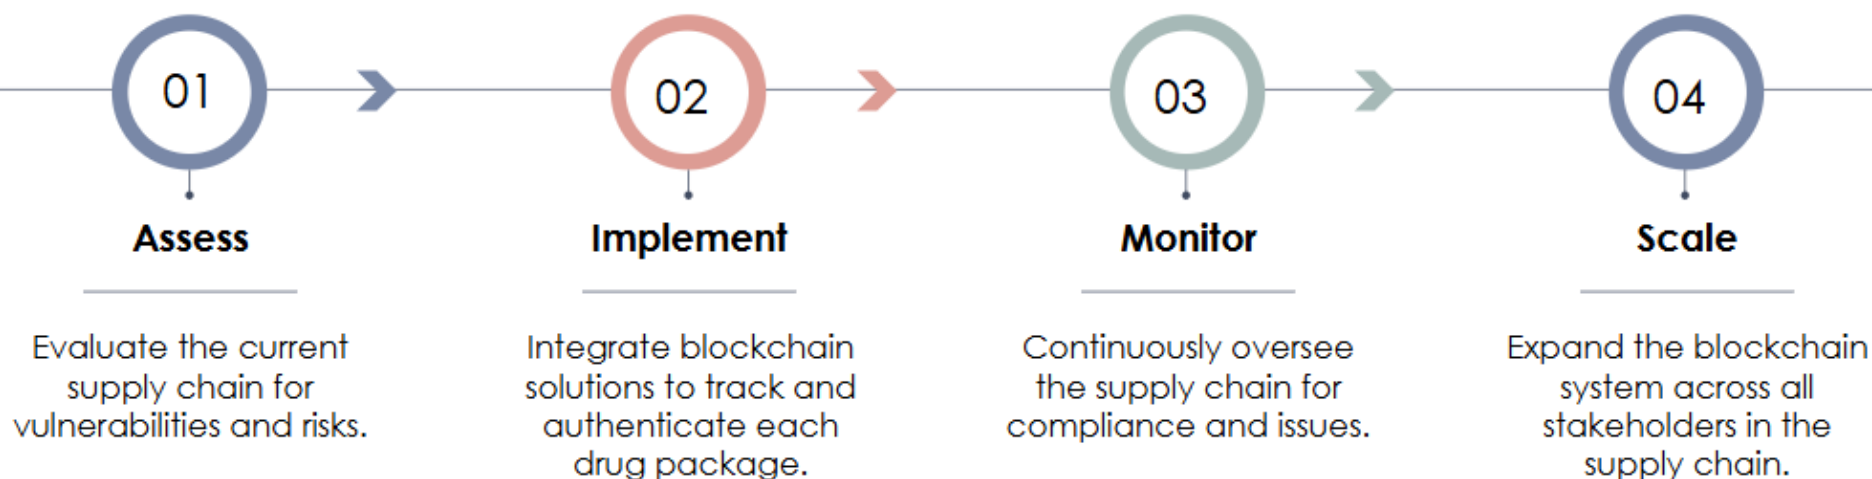 01
02
03
04
Assess
Implement
Monitor
Scale
Evaluate the current
supply chain for
vulnerabilities and risks.
Integrate blockchain
solutions to track and
authenticate each
drug package.
Continuously oversee
the supply chain for
compliance and issues.
Expand the blockchain
system across all
stakeholders in the
supply chain.